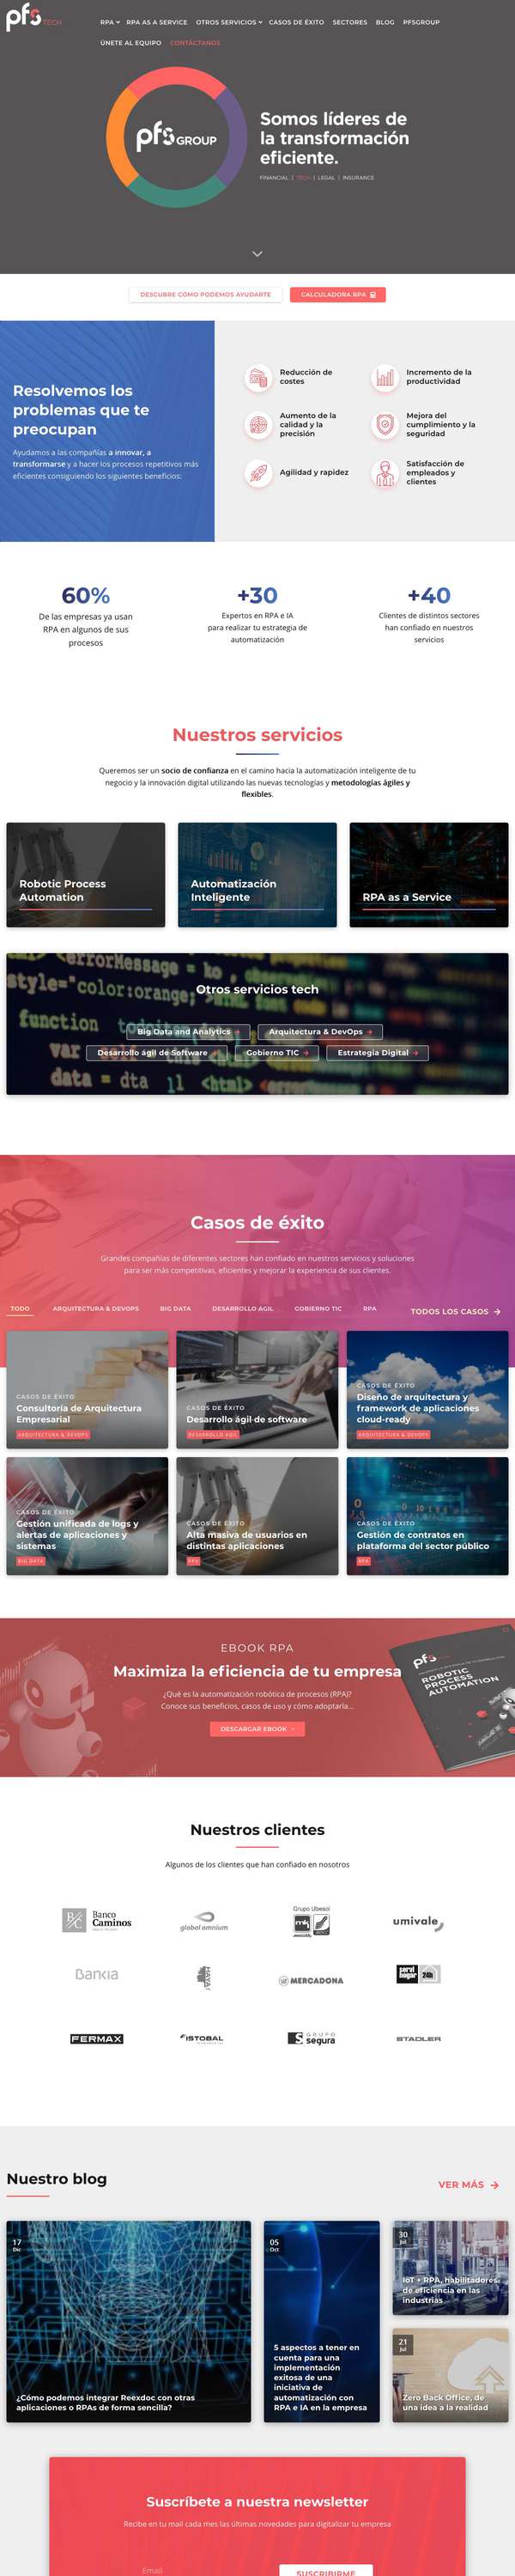 pfs TECH
RPA
RPA AS A SERVICE
OTROS SERVICIOS
CASOS DE ÉXITO
SECTORES
BLOG
PFSGROUP
ÚNETE AL EQUIPO
CONTÁCTANOS
pfs GROUP
Somos líderes de
la transformación
eficiente.
FINANCIAL | TECH | LEGAL | INSURANCE
DESCUBRE CÓMO PODEMOS AYUDARTE
CALCULADORA RPA
Resolvemos los
problemas que te
preocupan
Ayudamos a las compañías a innovar, a
transformarse y a hacer los procesos repetitivos más
eficientes consiguiendo los siguientes beneficios:
Reducción de
costes
Incremento de la
productividad
Aumento de la
calidad y la
precisión
Mejora del
cumplimiento y la
seguridad
Agilidad y rapidez
Satisfacción de
empleados y
clientes
60%
De las empresas ya usan
RPA en algunos de sus
procesos
+30
Expertos en RPA e IA
para realizar tu estrategia de
automatización
+40
Clientes de distintos sectores
han confiado en nuestros
servicios
Nuestros servicios
Queremos ser un socio de confianza en el camino hacia la automatización inteligente de tu
negocio y la innovación digital utilizando las nuevas tecnologías y metodologías ágiles y
flexibles.
Robotic Process
Automation
Automatización
Inteligente
RPA as a Service
errorMessage = to
style="color:orange;
function
var
data = dta
<html>
Otros servicios tech
Big Data and Analytics
Arquitectura & DevOps
Desarrollo ágil de Software
Gobierno TIC
Estrategia Digital
Casos de éxito
Grandes compañías de diferentes sectores han confiado en nuestros servicios y soluciones
para ser más competitivas, eficientes y mejorar la experiencia de sus clientes.
TODO
ARQUITECTURA & DEVOPS
BIG DATA
DESARROLLO AGIL
GOBIERNO TIC
RPA
TODOS LOS CASOS
CASOS DE ÉXITO
Consultoría de Arquitectura
Empresarial
ARQUITECTURA & DEVOPS
CASOS DE ÉXITO
Desarrollo ágil de software
DESARROLLO AGIL
CASOS DE ÉXITO
Diseño de arquitectura y
framework de aplicaciones
cloud-ready
ARQUITECTURA & DEVOPS
CASOS DE ÉXITO
Gestión unificada de logs y
alertas de aplicaciones y
sistemas
BIG DATA
CASOS DE ÉXITO
Alta masiva de usuarios en
distintas aplicaciones
RPA
CASOS DE ÉXITO
Gestión de contratos en
plataforma del sector público
RPA
EBOOK RPA
Maximiza la eficiencia de tu empresa
¿Qué es la automatización robótica de procesos (RPA)?
Conoce sus beneficios, casos de uso y cómo adoptarla...
DESCARGAR EBOOK
pfs
ROBOTIC
PROCESS
AUTOMATION
Nuestros clientes
Algunos de los clientes que han confiado en nosotros
B/C Banco
Caminos
global omnium
Grupo Ubesol
umivale
Bankia
HAYA
MERCADONA
servi
hogar 24h
FERMAX
ISTOBAL
GRUPO
segura
STADLER
Nuestro blog
VER MÁS
17
Dic
¿Cómo podemos integrar Reexdoc con otras
aplicaciones o RPAs de forma sencilla?
05
Oct
5 aspectos a tener en
cuenta para una
implementación
exitosa de una
iniciativa de
automatización con
RPA e IA en la empresa
30
Jul
IoT + RPA, habilitadores
de eficiencia en las
industrias
21
Jul
Zero Back Office, de
una idea a la realidad
Suscríbete a nuestra newsletter
Recibe en tu mail cada mes las últimas novedades para digitalizar tu empresa
Email
SUSCRIBIRME